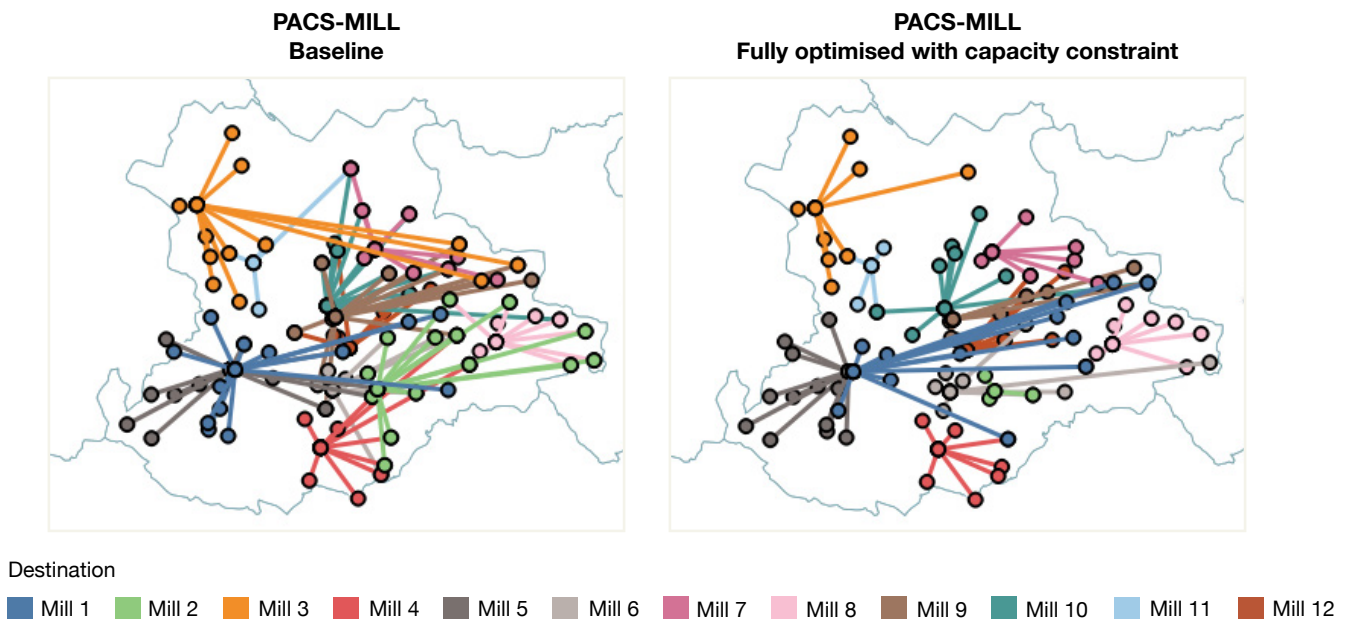 PACS-MILL
Baseline
PACS-MILL
Fully optimised with capacity constraint
Destination
Mill 1 Mill 2 Mill 3 Mill 4 Mill 5 Mill 6 Mill 7 Mill 8 Mill 9 Mill 10 Mill 11 Mill 12